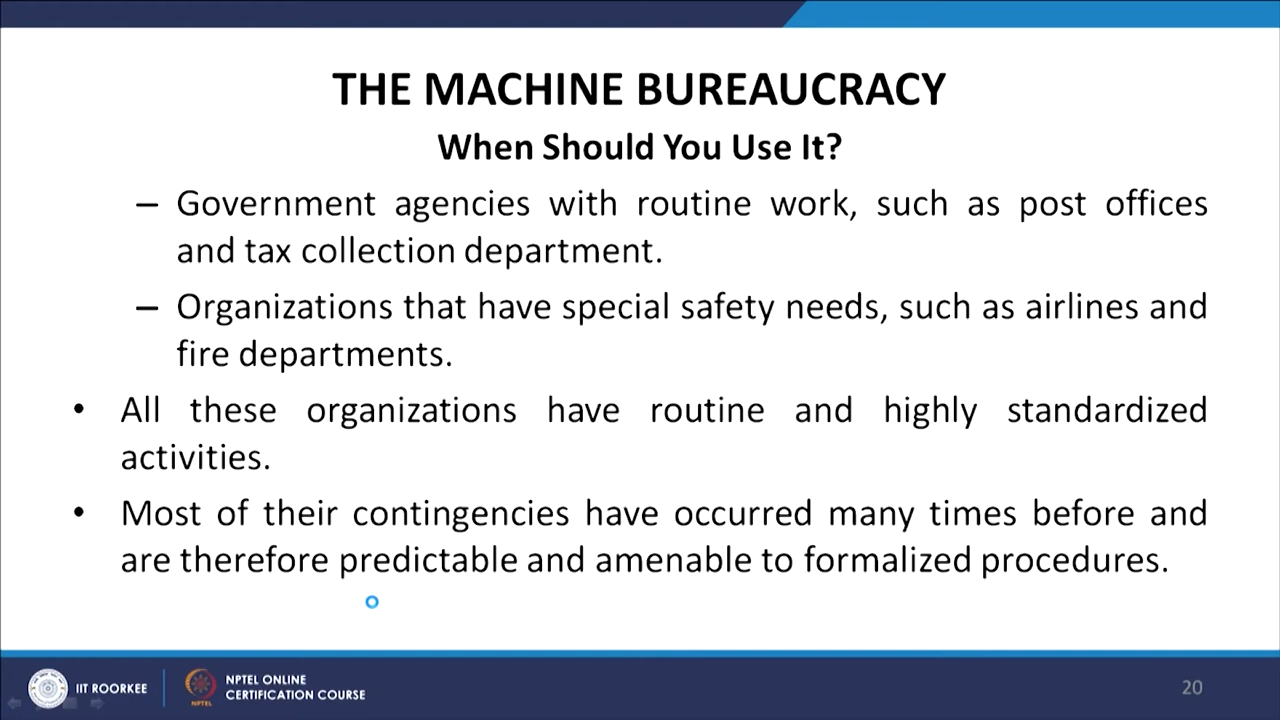 THE MACHINE BUREAUCRACY
When Should You Use It?
– Government agencies with routine work, such as post offices
and tax collection department.
– Organizations that have special safety needs, such as airlines and
fire departments.
• All these organizations have routine and highly standardized
activities.
• Most of their contingencies have occurred many times before and
are therefore predictable and amenable to formalized procedures.
IIT ROORKEE
NPTEL
NPTEL ONLINE
CERTIFICATION COURSE
20